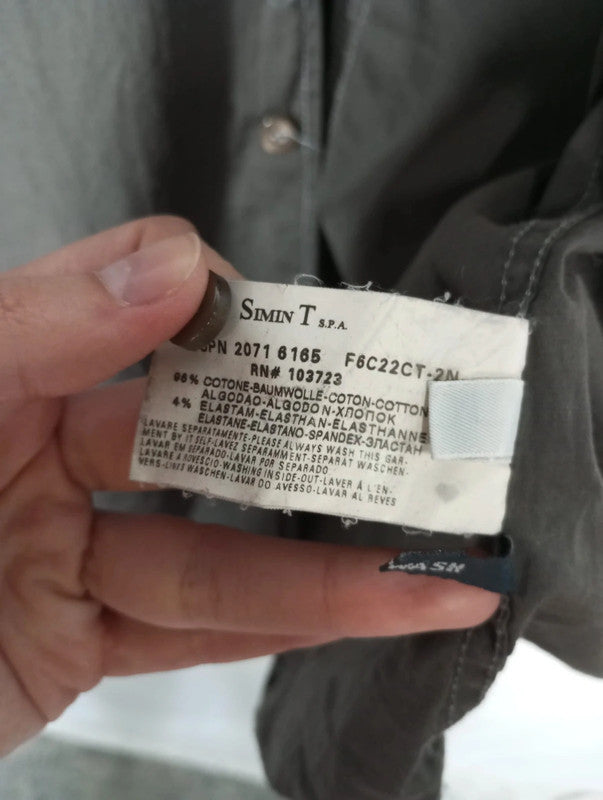 SIMIN T S.P.A.
2071 6165 F6C22CT-2N
RN# 103723
96% COTONE-BAUMWOLLE-COTON-COTTON
ALGODAO-ALGODON-ХЛОПОК
4% ELASTAM-ELASTHAN-ELASTHANNE
ELASTANE-ELASTANO-SPANDEX-ЭЛАСТАН
LAVARE SEPARATAMENTE-PLEASE ALWAYS WASH THIS GAR-
MENT BY IT SELF-LAVEZ SEPARAMMENT-SEPARAT WASCHEN-
LAVAR EM SEPARADO-LAVAR POR SEPARADO
LAVARE A ROVESCIO-WASHING INSIDE-OUT-LAVER À L'EN-
VERS-LINKS WASCHEN-LAVAR DO AVESSO-LAVAR AL REVES